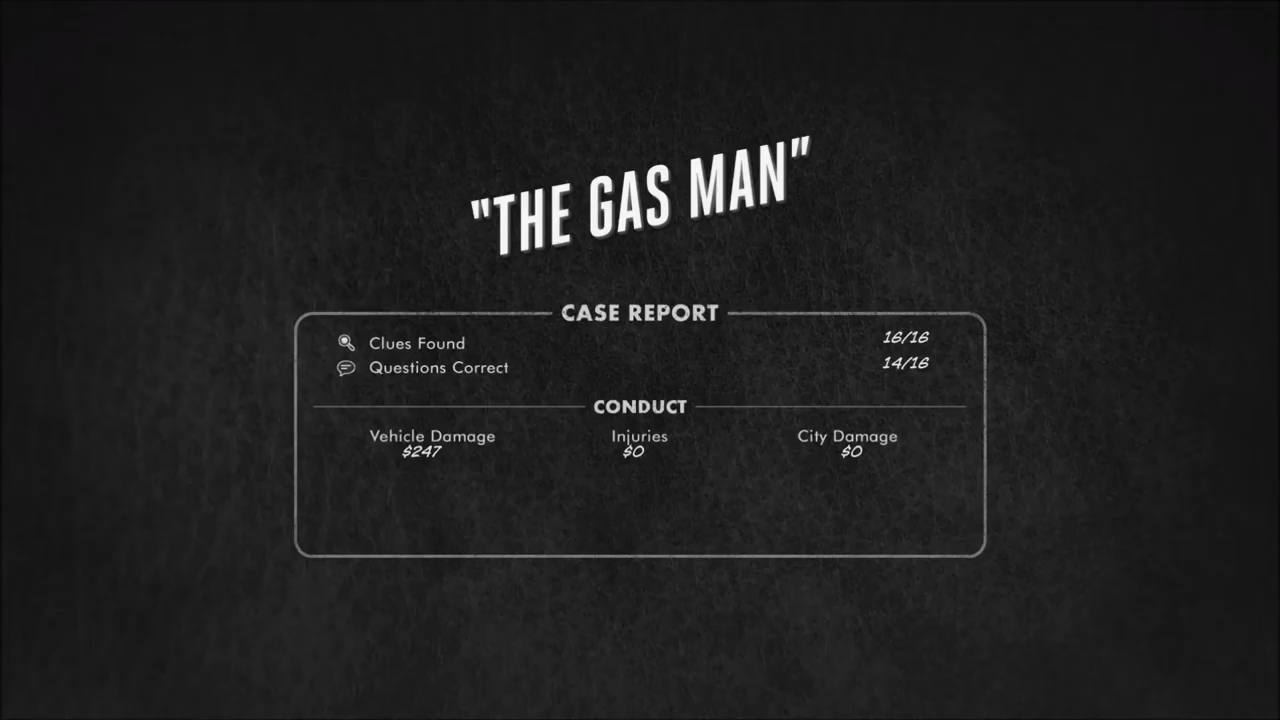 "THE GAS MAN"
CASE REPORT
Clues Found 16/16
Questions Correct 14/16
CONDUCT
Vehicle Damage Injuries City Damage
$247 $0 $0